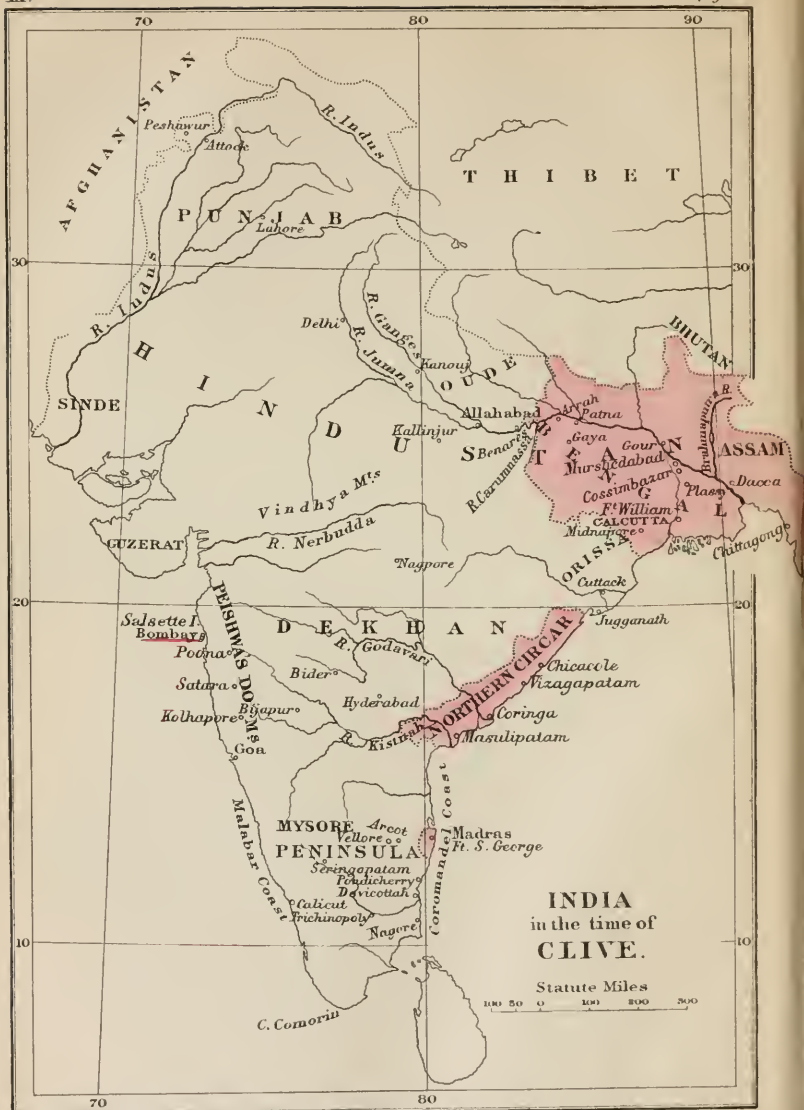 70
80
90
AFGHANISTAN
Peshawur
Attock
R. Indus
THIBET
PUNJAB
Lahore
30
30
R. Indus
Delhi
R. Ganges
R. Jumna
Kanouj
OUDE
BHUTAN
HINDUSTAN
SINDE
Allahabad
Arrah
Patna
R.
Kallinjur
Benares
Gaya
Gour
Murshedabad
BENGAL
ASSAM
R. Carumnassa
Cossimbazar
Plassy
Dacca
Vindhya Mts
Ft. William
CALCUTTA
Midnapore
Chittagong
GUZERAT
R. Nerbudda
Nagpore
ORISSA
Cuttack
20
20
Jugganath
Salsette I.
Bombay
PEISHWAS DOMS.
DEKHAN
R. Godavari
Poona
Bider
NORTHERN CIRCAR
Chicacole
Vizagapatam
Satara
Hyderabad
Kolhapore
Bijapur
Coringa
R. Kistnah
Masulipatam
Goa
Malabar Coast
Coromandel Coast
MYSORE
Arcot
Vellore
Madras
Ft. S. George
PENINSULA
Seringapatam
Pondicherry
Devicottah
Calicut
Trichinopoly
Nagore
INDIA
in the time of
CLIVE.
10
10
Statute Miles
100 50 0 100 200 300
C. Comorin
70
80